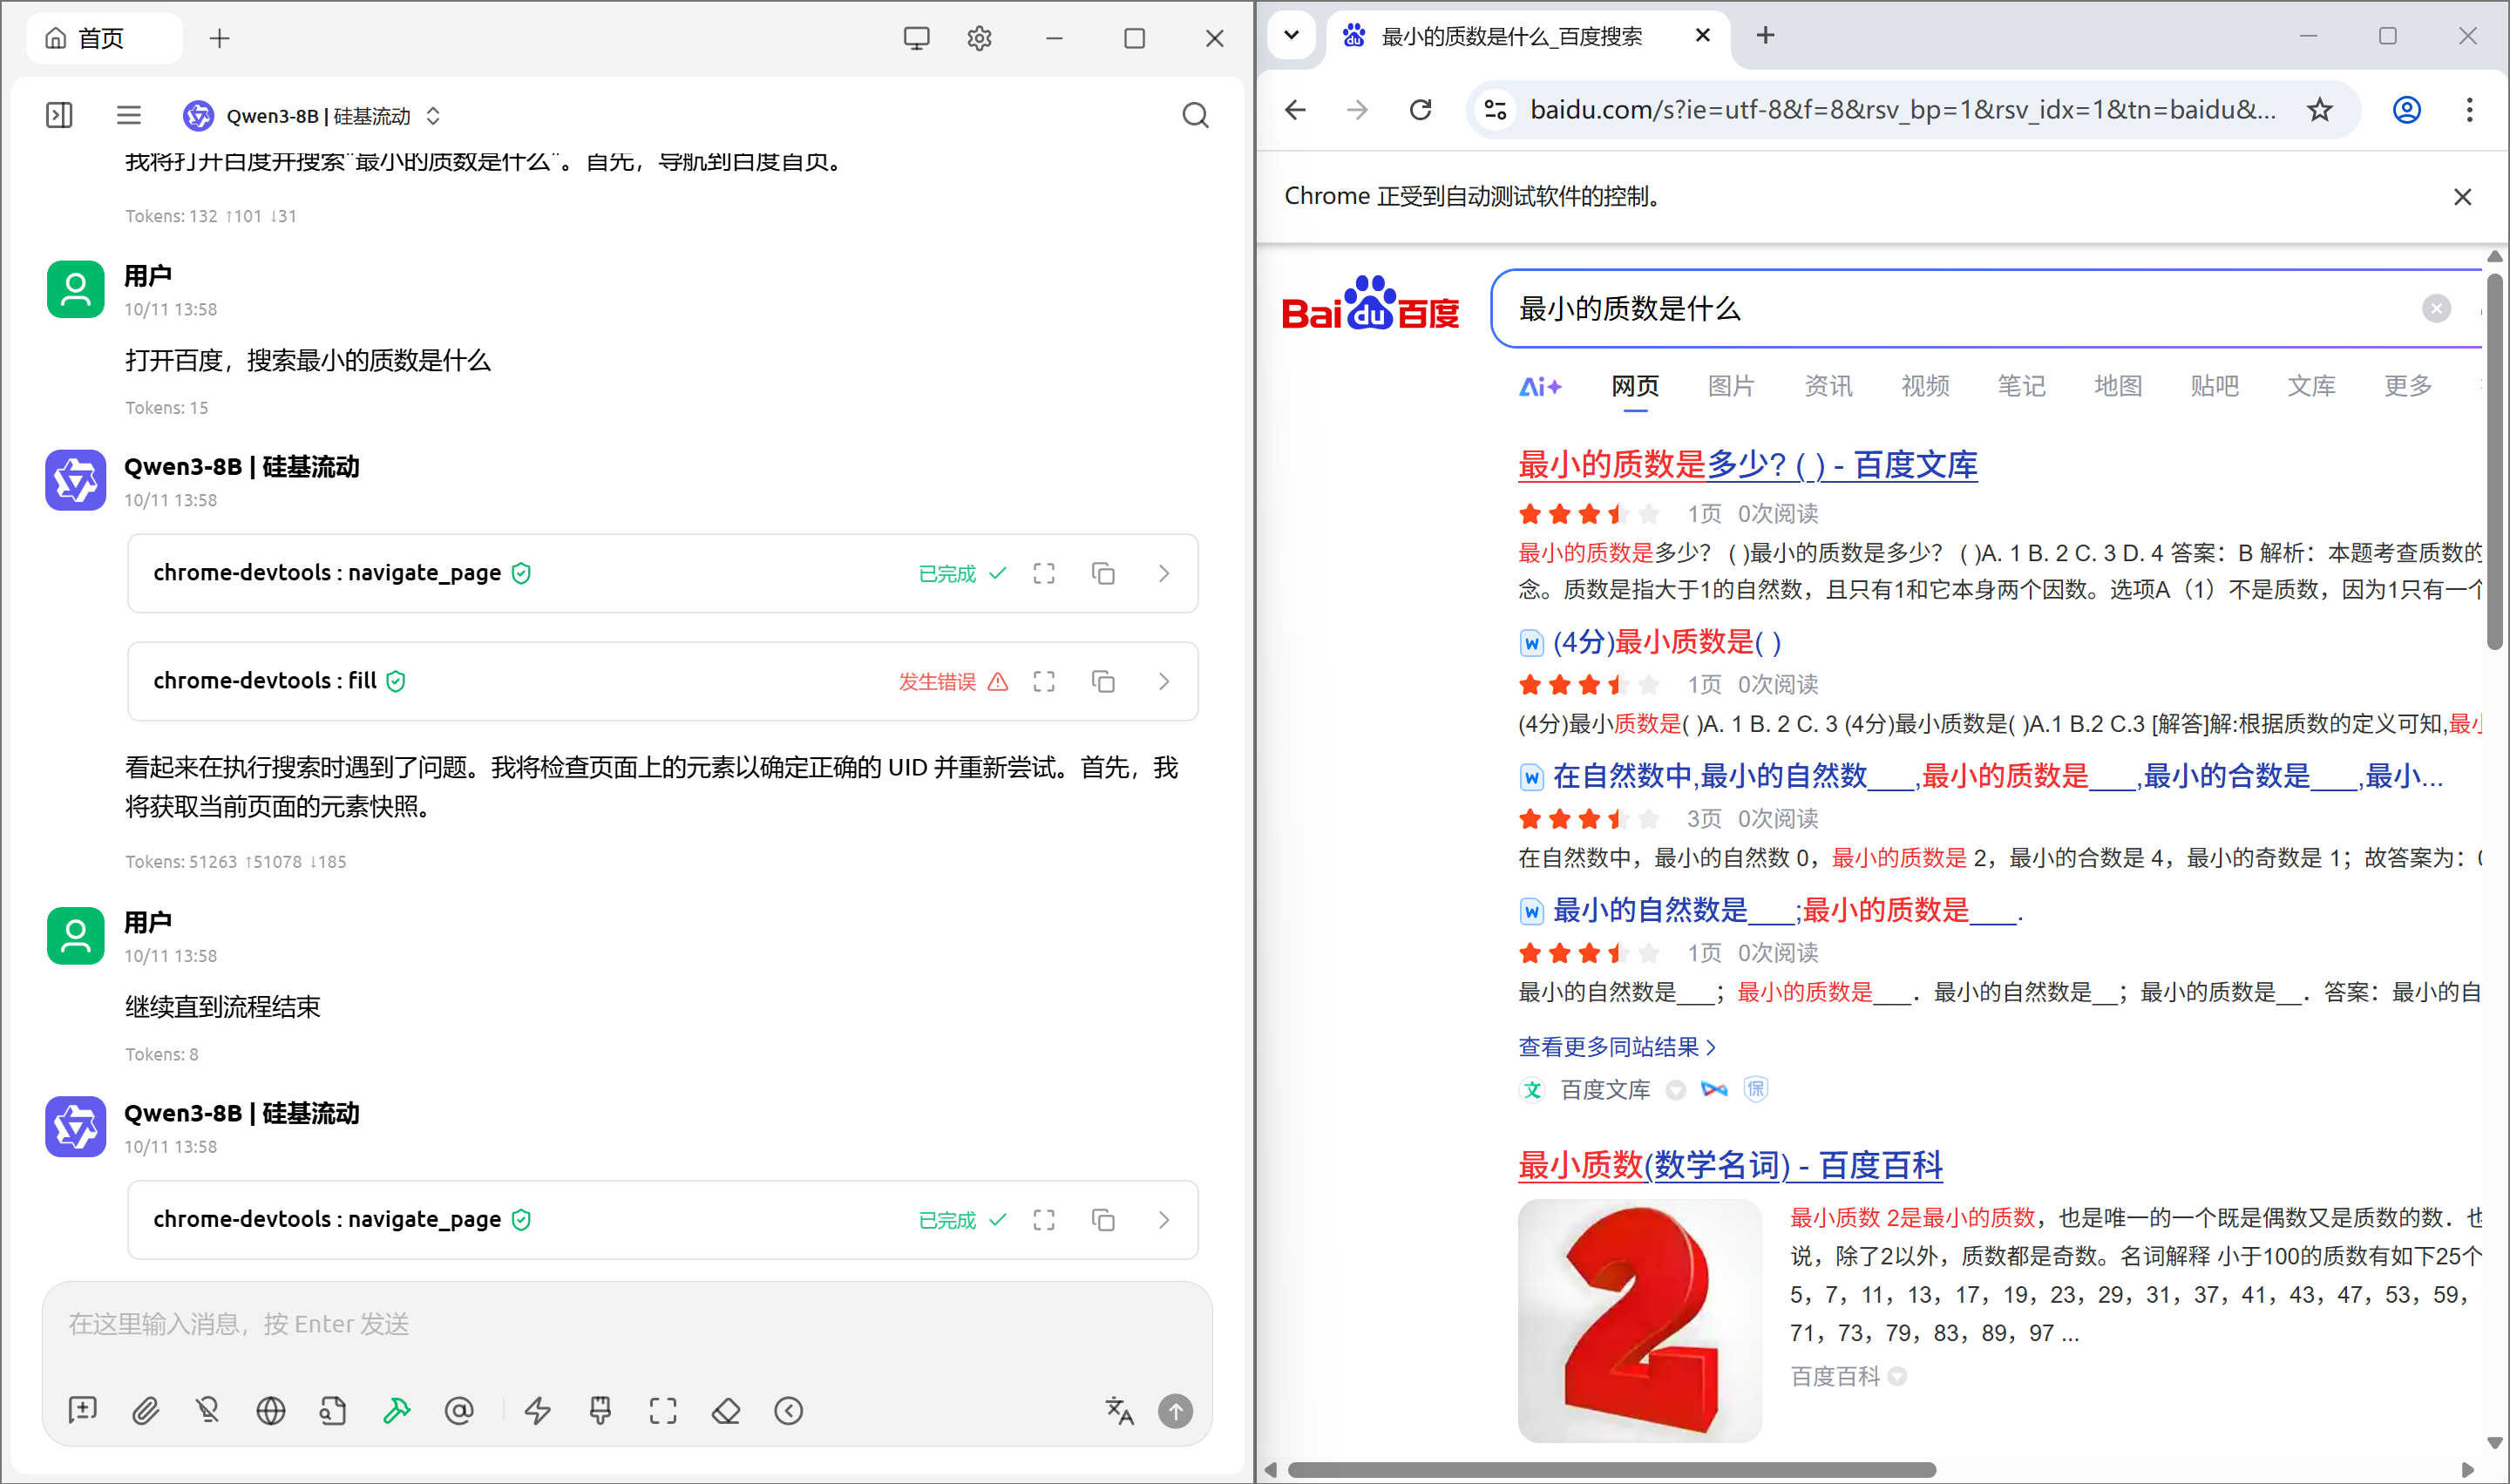 首页
Qwen3-8B | 硅基流动
我将打开百度并搜索"最小的质数是什么"。首先，导航到百度首页。
Tokens: 132 ↑101 ↓31
用户
10/11 13:58
打开百度，搜索最小的质数是什么
Tokens: 15
Qwen3-8B | 硅基流动
10/11 13:58
chrome-devtools : navigate_page 已完成
chrome-devtools : fill 发生错误
看起来在执行搜索时遇到了问题。我将检查页面上的元素以确定正确的 UID 并重新尝试。首先，我
将获取当前页面的元素快照。
Tokens: 51263 ↑51078 ↓185
用户
10/11 13:58
继续直到流程结束
Tokens: 8
Qwen3-8B | 硅基流动
10/11 13:58
chrome-devtools : navigate_page 已完成
在这里输入消息，按 Enter 发送
最小的质数是什么_百度搜索
baidu.com/s?ie=utf-8&f=8&rsv_bp=1&rsv_idx=1&tn=baidu&...
Chrome 正受到自动测试软件的控制。
Bai du 百度
最小的质数是什么
Ai+ 网页 图片 资讯 视频 笔记 地图 贴吧 文库 更多
最小的质数是多少? ( ) - 百度文库
1页 0次阅读
最小的质数是多少？ ( )最小的质数是多少？ ( )A. 1 B. 2 C. 3 D. 4 答案：B 解析：本题考查质数的
念。质数是指大于1的自然数，且只有1和它本身两个因数。选项A（1）不是质数，因为1只有一个
W (4分)最小质数是( )
1页 0次阅读
(4分)最小质数是( )A. 1 B. 2 C. 3 (4分)最小质数是( )A.1 B.2 C.3 [解答]解:根据质数的定义可知,最小
W 在自然数中,最小的自然数___,最小的质数是___,最小的合数是___,最小...
3页 0次阅读
在自然数中，最小的自然数 0，最小的质数是 2，最小的合数是 4，最小的奇数是 1；故答案为：
W 最小的自然数是___;最小的质数是___.
1页 0次阅读
最小的自然数是___；最小的质数是___．最小的自然数是__；最小的质数是__．答案：最小的自
查看更多同站结果
文 百度文库 保
最小质数(数学名词) - 百度百科
2
最小质数 2是最小的质数，也是唯一的一个既是偶数又是质数的数．也
说，除了2以外，质数都是奇数。名词解释 小于100的质数有如下25个
5，7，11，13，17，19，23，29，31，37，41，43，47，53，59，
71，73，79，83，89，97 ...
百度百科